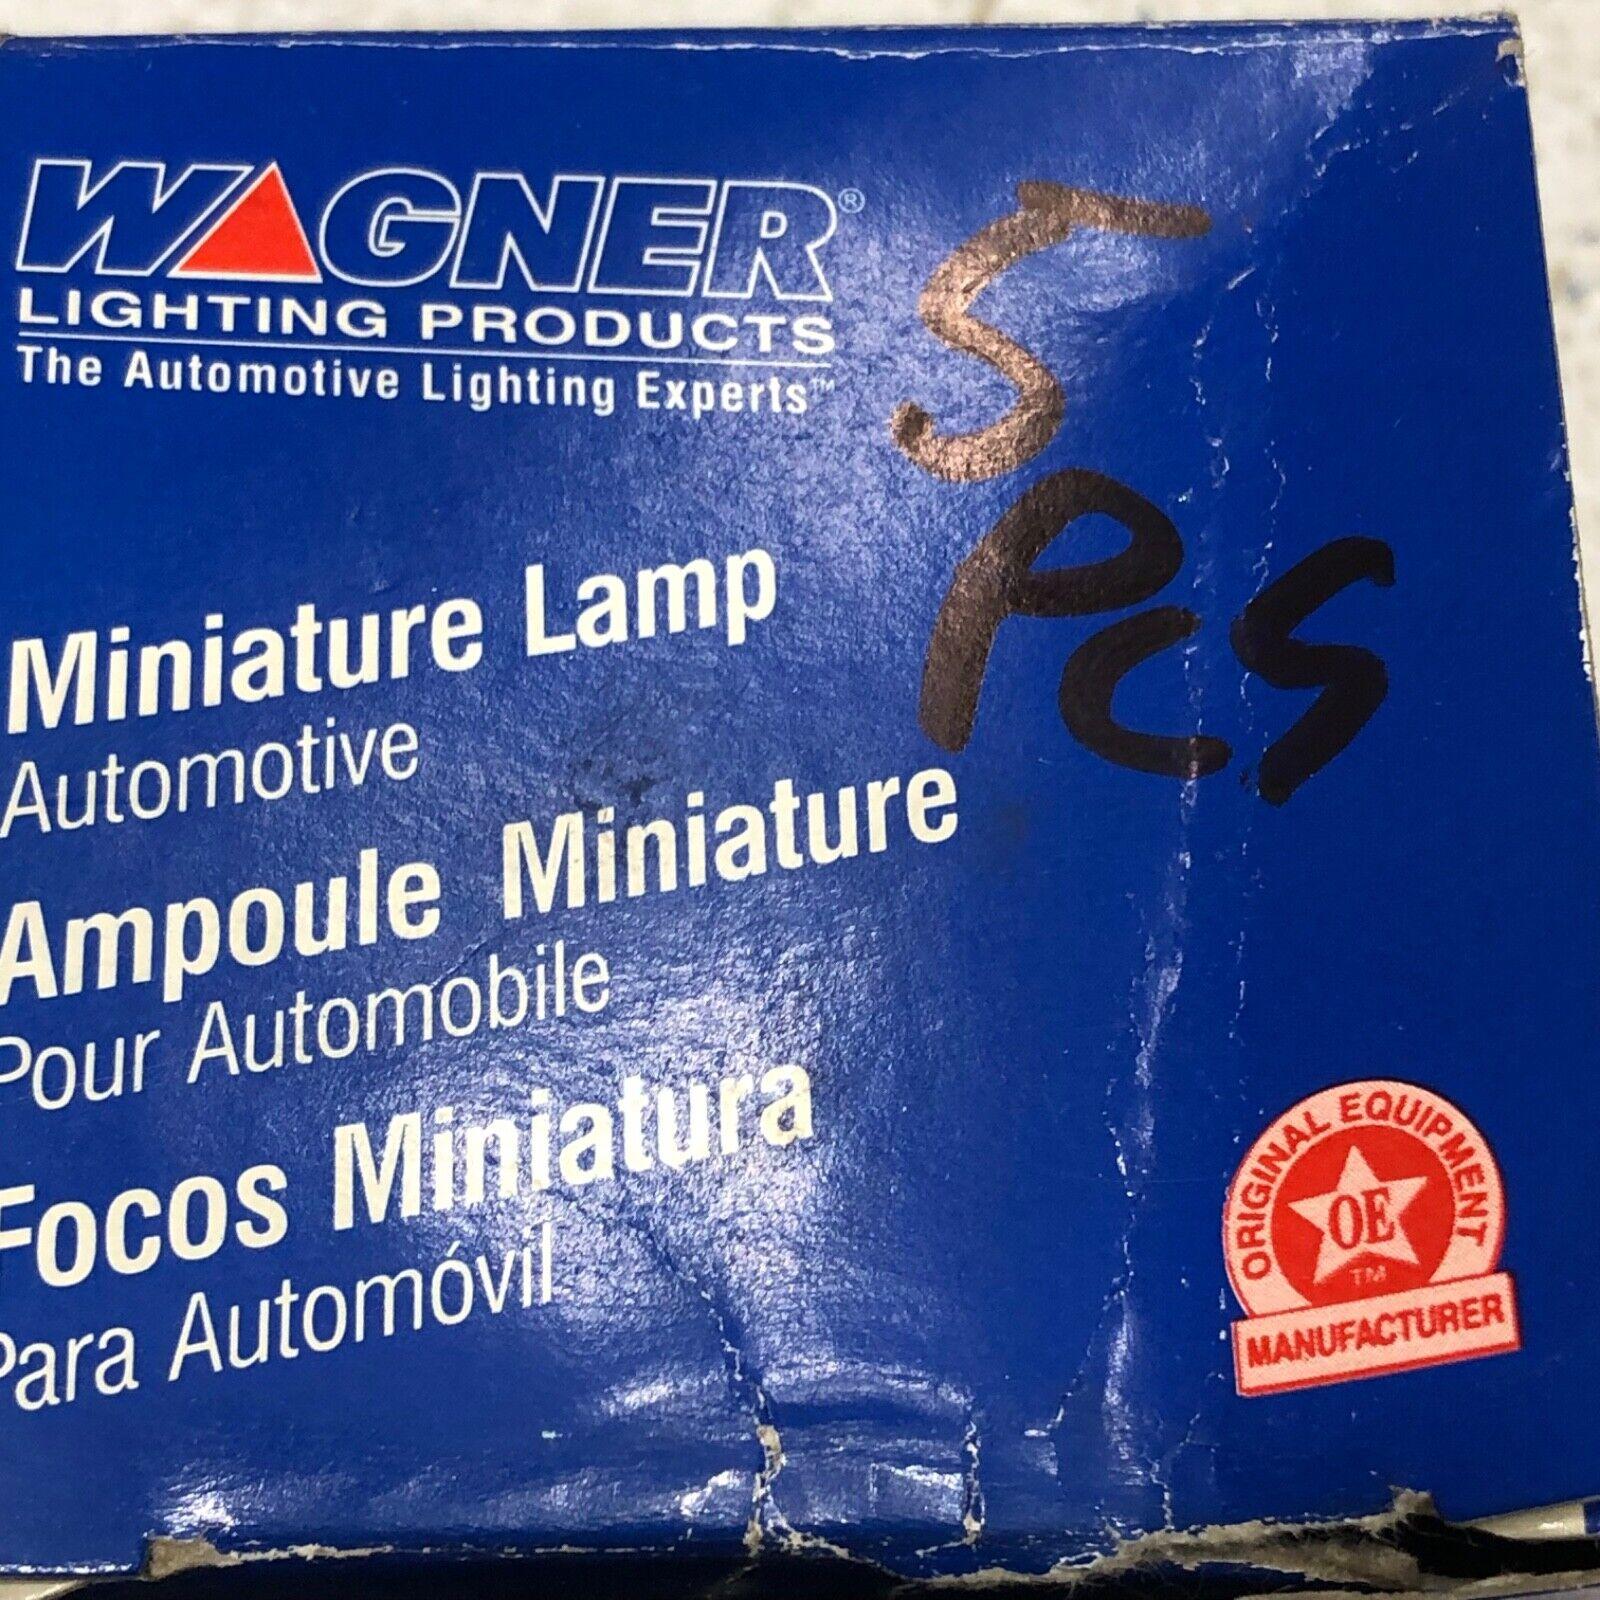 WAGNER®
LIGHTING PRODUCTS
The Automotive Lighting Experts™
5
PCS
Miniature Lamp
Automotive
Ampoule Miniature
Pour Automobile
Focos Miniatura
Para Automóvil
ORIGINAL EQUIPMENT
OE
TM
MANUFACTURER